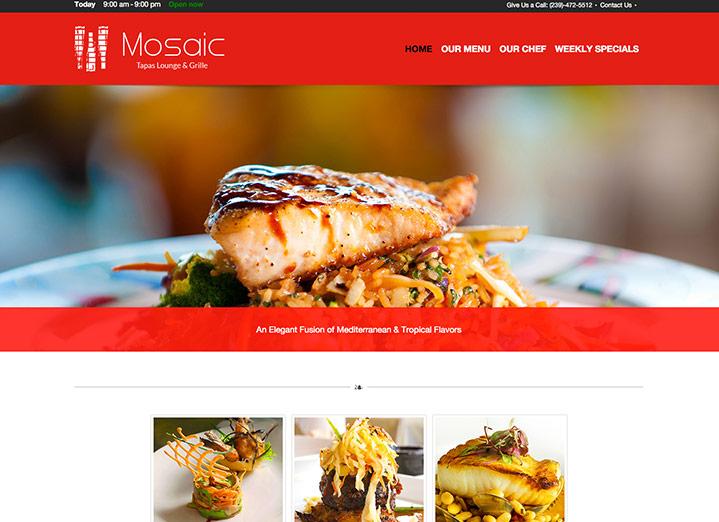 Today 9:00 am - 9:00 pm Open now
Give Us a Call: (239)-472-5512 • Contact Us •
Mosaic
Tapas Lounge & Grille
HOME OUR MENU OUR CHEF WEEKLY SPECIALS
An Elegant Fusion of Mediterranean & Tropical Flavors